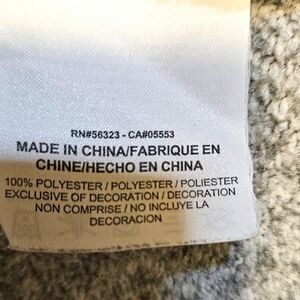 RN#56323 - CA#05553
MADE IN CHINA/FABRIQUE EN
CHINE/HECHO EN CHINA
100% POLYESTER / POLYESTER / POLIESTER
EXCLUSIVE OF DECORATION / DECORATION
NON COMPRISE / NO INCLUYE LA
DECORACION